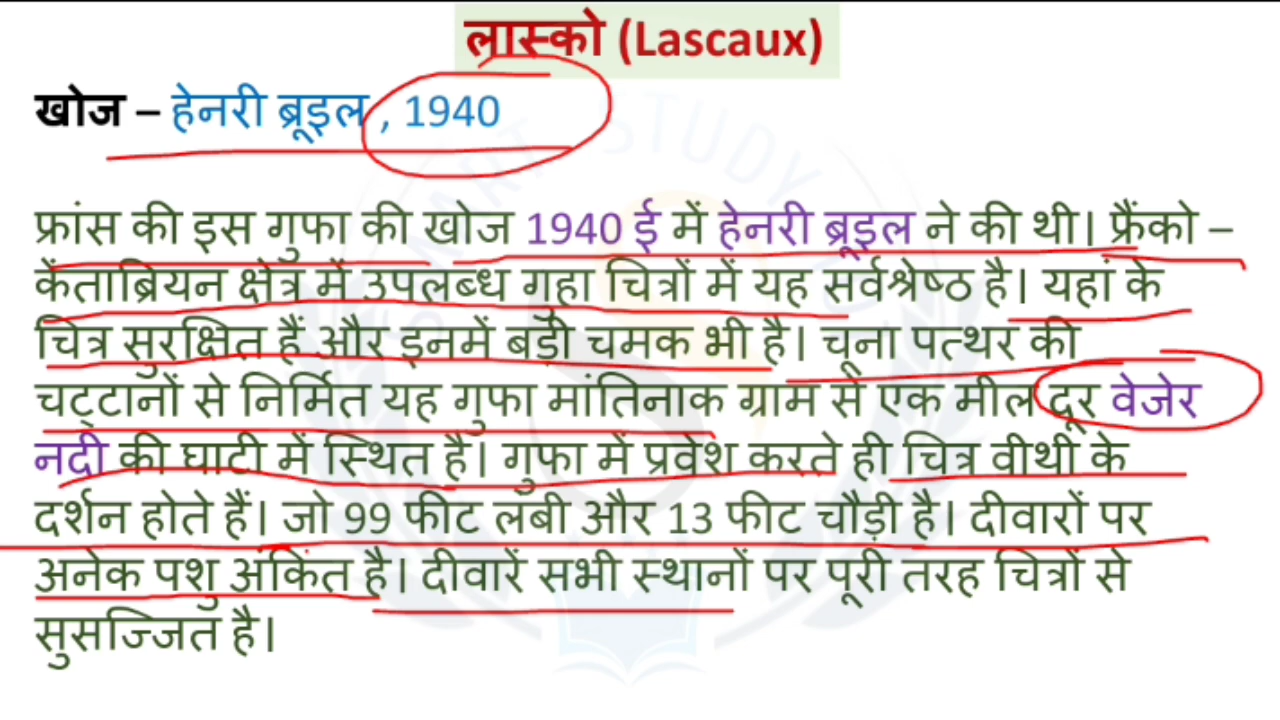 लास्को (Lascaux)
खोज – हेनरी ब्रूइल , 1940
फ्रांस की इस गुफा की खोज 1940 ई में हेनरी ब्रूइल ने की थी। फ्रैंको –
केंताब्रियन क्षेत्र में उपलब्ध गुहा चित्रों में यह सर्वश्रेष्ठ है। यहां के
चित्र सुरक्षित हैं और इनमें बड़ी चमक भी है। चूना पत्थर की
चट्टानों से निर्मित यह गुफा मांतिनाक ग्राम से एक मील दूर वेजेर
नदी की घाटी में स्थित है। गुफा में प्रवेश करते ही चित्र वीथी के
दर्शन होते हैं। जो 99 फीट लंबी और 13 फीट चौड़ी है। दीवारों पर
अनेक पशु अंकित है। दीवारें सभी स्थानों पर पूरी तरह चित्रों से
सुसज्जित है।
STUDY